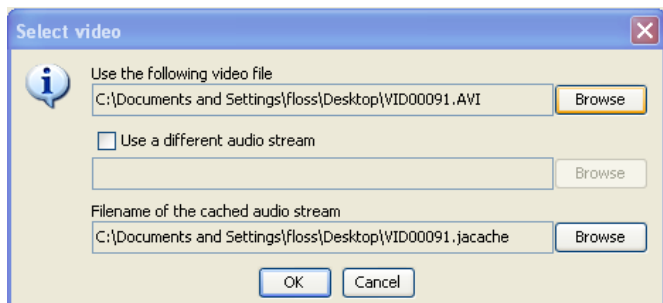 Select video
Use the following video file
C:\Documents and Settings\floss\Desktop\VID00091.AVI
Browse
Use a different audio stream
Browse
Filename of the cached audio stream
C:\Documents and Settings\floss\Desktop\VID00091.jacache
Browse
OK
Cancel